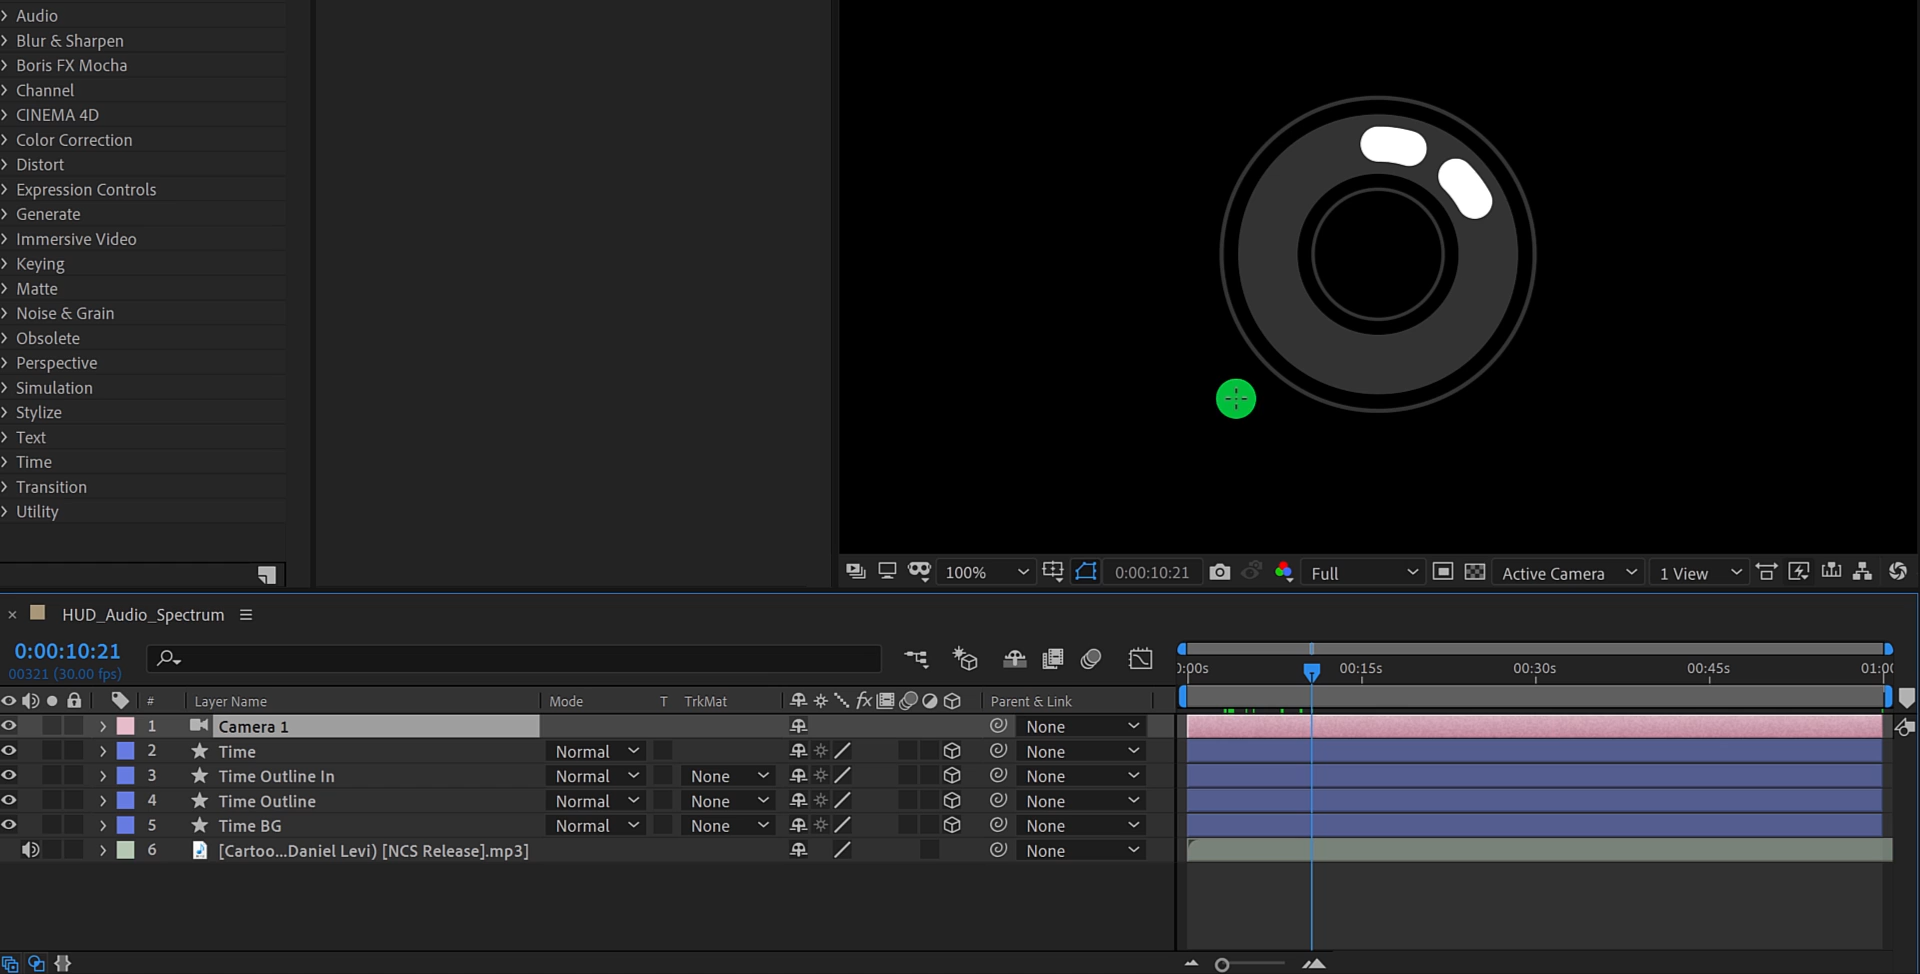 Audio
Blur & Sharpen
Boris FX Mocha
Channel
CINEMA 4D
Color Correction
Distort
Expression Controls
Generate
Immersive Video
Keying
Matte
Noise & Grain
Obsolete
Perspective
Simulation
Stylize
Text
Time
Transition
Utility
100% 0:00:10:21 Full Active Camera 1 View
HUD_Audio_Spectrum
0:00:10:21
00321 (30.00 fps)
):00s 00:15s 00:30s 00:45s 01:00
# Layer Name Mode T TrkMat fx Parent & Link
1 Camera 1 None
2 Time Normal None
3 Time Outline In Normal None None
4 Time Outline Normal None None
5 Time BG Normal None None
6 [Cartoo...Daniel Levi) [NCS Release].mp3] None